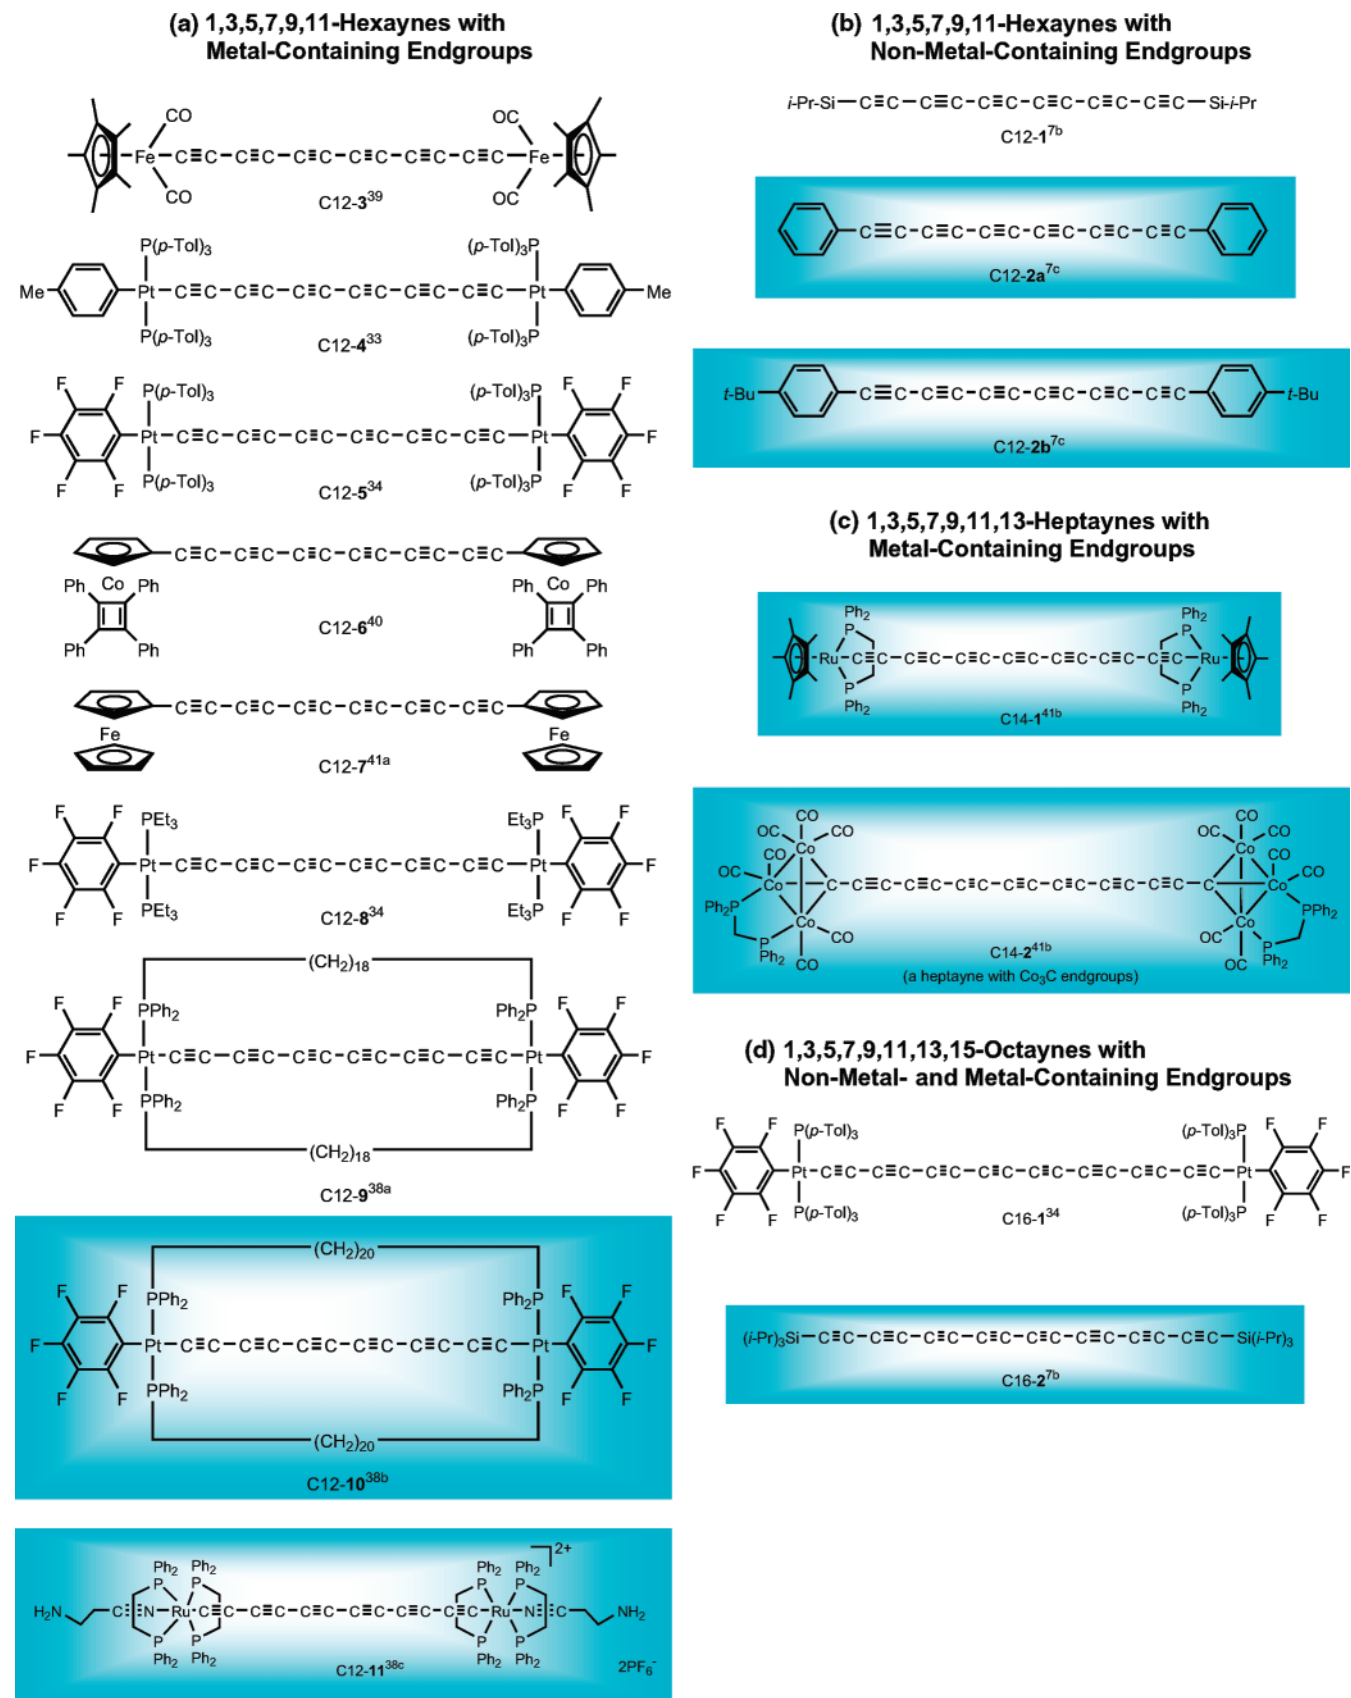 (a) 1,3,5,7,9,11-Hexaynes with
Metal-Containing Endgroups
CO OC
Fe—C≡C—C≡C—C≡C—C≡C—C≡C—C≡C—Fe
CO OC
C12-3³⁹
P(p-Tol)₃ (p-Tol)₃P
Me Pt—C≡C—C≡C—C≡C—C≡C—C≡C—C≡C—Pt Me
P(p-Tol)₃ (p-Tol)₃P
C12-4³³
F F P(p-Tol)₃ (p-Tol)₃P F F
F Pt—C≡C—C≡C—C≡C—C≡C—C≡C—C≡C—Pt F
F F P(p-Tol)₃ (p-Tol)₃P F F
C12-5³⁴
C≡C—C≡C—C≡C—C≡C—C≡C—C≡C
Ph Co Ph Ph Co Ph
Ph Ph Ph Ph
C12-6⁴⁰
C≡C—C≡C—C≡C—C≡C—C≡C—C≡C
Fe Fe
C12-7⁴¹ᵃ
F F PEt₃ Et₃P F F
F Pt—C≡C—C≡C—C≡C—C≡C—C≡C—C≡C—Pt F
F F PEt₃ Et₃P F F
C12-8³⁴
(CH₂)₁₈
F F PPh₂ Ph₂P F F
F Pt—C≡C—C≡C—C≡C—C≡C—C≡C—C≡C—Pt F
F F PPh₂ Ph₂P F F
(CH₂)₁₈
C12-9³⁸ᵃ
(CH₂)₂₀
F F PPh₂ Ph₂P F F
F Pt—C≡C—C≡C—C≡C—C≡C—C≡C—C≡C—Pt F
F F PPh₂ Ph₂P F F
(CH₂)₂₀
C12-10³⁸ᵇ
2+
Ph₂ Ph₂ Ph₂ Ph₂
P P P P
H₂N C≡N—Ru—C≡C—C≡C—C≡C—C≡C—C≡C—C≡C—Ru—N≡C NH₂
P P P P
Ph₂ Ph₂ Ph₂ Ph₂
C12-11³⁸ᶜ 2PF₆⁻
(b) 1,3,5,7,9,11-Hexaynes with
Non-Metal-Containing Endgroups
i-Pr-Si—C≡C—C≡C—C≡C—C≡C—C≡C—C≡C—Si-i-Pr
C12-1⁷ᵇ
C≡C—C≡C—C≡C—C≡C—C≡C—C≡C
C12-2a⁷ᶜ
t-Bu C≡C—C≡C—C≡C—C≡C—C≡C—C≡C t-Bu
C12-2b⁷ᶜ
(c) 1,3,5,7,9,11,13-Heptaynes with
Metal-Containing Endgroups
Ph₂ Ph₂
P P
Ru—C≡C—C≡C—C≡C—C≡C—C≡C—C≡C—C≡C—Ru
P P
Ph₂ Ph₂
C14-1⁴¹ᵇ
CO CO
OC CO OC CO
CO Co Co CO
OC Co C—C≡C—C≡C—C≡C—C≡C—C≡C—C≡C—C≡C—C Co CO
Ph₂P Co CO OC Co PPh₂
P P
Ph₂ CO OC Ph₂
C14-2⁴¹ᵇ
(a heptayne with Co₃C endgroups)
(d) 1,3,5,7,9,11,13,15-Octaynes with
Non-Metal- and Metal-Containing Endgroups
F F P(p-Tol)₃ (p-Tol)₃P F F
F Pt—C≡C—C≡C—C≡C—C≡C—C≡C—C≡C—C≡C—C≡C—Pt F
F F P(p-Tol)₃ (p-Tol)₃P F F
C16-1³⁴
(i-Pr)₃Si—C≡C—C≡C—C≡C—C≡C—C≡C—C≡C—C≡C—C≡C—Si(i-Pr)₃
C16-2⁷ᵇ